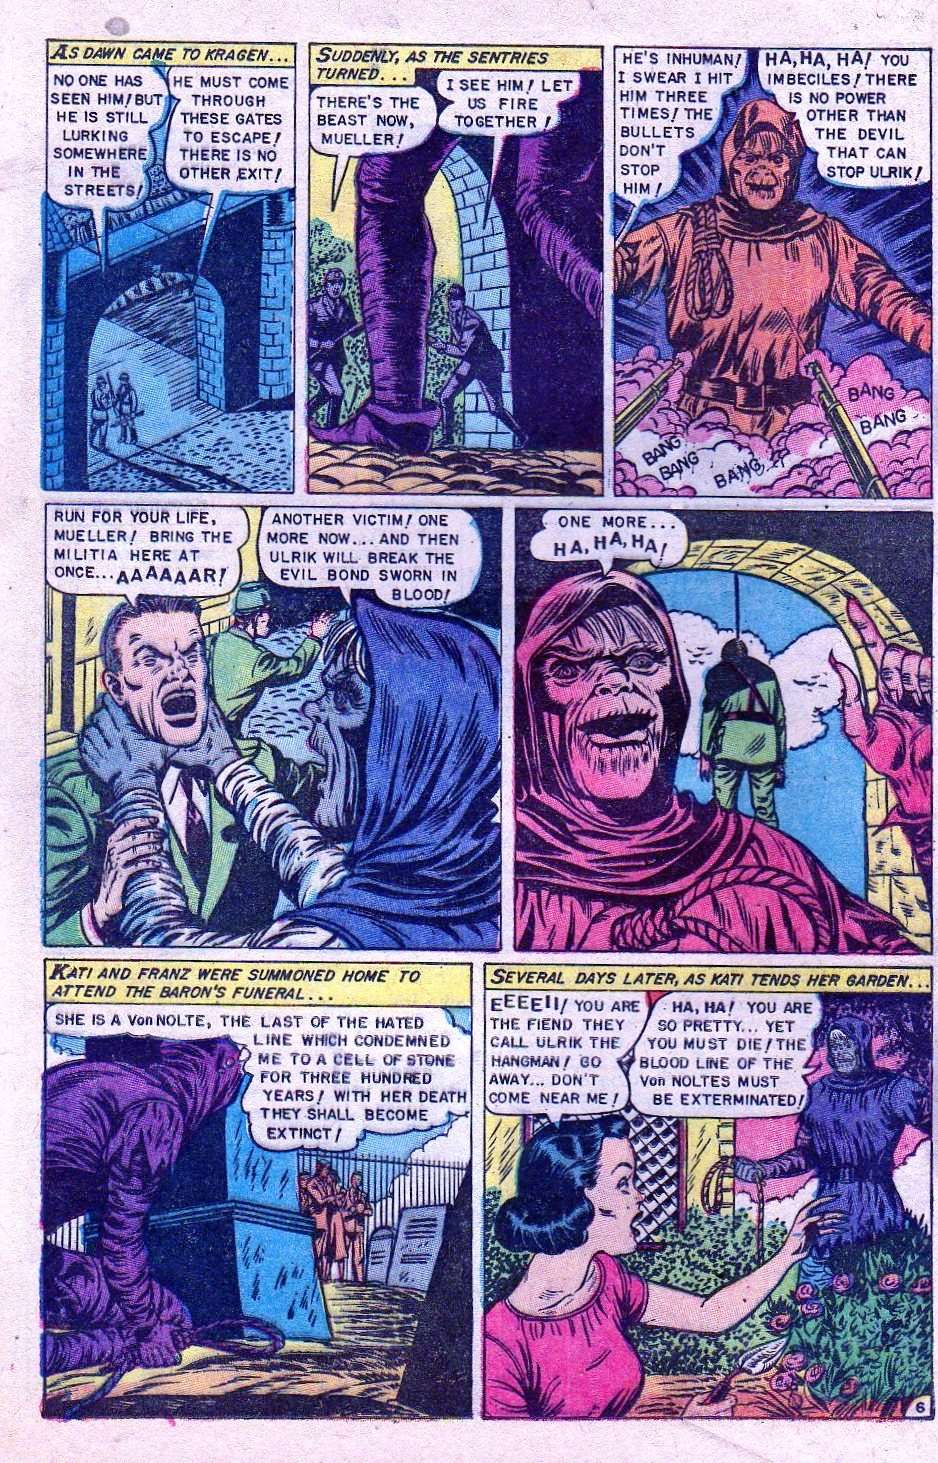 AS DAWN CAME TO KRAGEN...
NO ONE HAS
SEEN HIM! BUT
HE IS STILL
LURKING
SOMEWHERE
IN THE
STREETS!
HE MUST COME
THROUGH
THESE GATES
TO ESCAPE!
THERE IS NO
OTHER EXIT!
SUDDENLY, AS THE SENTRIES
TURNED...
THERE'S THE
BEAST NOW,
MUELLER!
I SEE HIM! LET
US FIRE
TOGETHER!
HE'S INHUMAN!
I SWEAR I HIT
HIM THREE
TIMES! THE
BULLETS
DON'T
STOP
HIM!
HA, HA, HA! YOU
IMBECILES! THERE
IS NO POWER
OTHER THAN
THE DEVIL
THAT CAN
STOP ULRIK!
BANG
BANG
BANG
BANG
BANG
RUN FOR YOUR LIFE,
MUELLER! BRING THE
MILITIA HERE AT
ONCE... AAAAAAR!
ANOTHER VICTIM! ONE
MORE NOW.... AND THEN
ULRIK WILL BREAK THE
EVIL BOND SWORN IN
BLOOD!
ONE MORE...
HA, HA, HA!
KATI AND FRANZ WERE SUMMONED HOME TO
ATTEND THE BARON'S FUNERAL...
SHE IS A Von NOLTE, THE LAST OF THE HATED
LINE WHICH CONDEMNED
ME TO A CELL OF STONE
FOR THREE HUNDRED
YEARS! WITH HER DEATH
THEY SHALL BECOME
EXTINCT!
SEVERAL DAYS LATER, AS KATI TENDS HER GARDEN...
EEEEII! YOU ARE
THE FIEND THEY
CALL ULRIK THE
HANGMAN! GO
AWAY... DON'T
COME NEAR ME!
HA, HA! YOU ARE
SO PRETTY... YET
YOU MUST DIE! THE
BLOOD LINE OF THE
Von NOLTES MUST
BE EXTERMINATED!
6